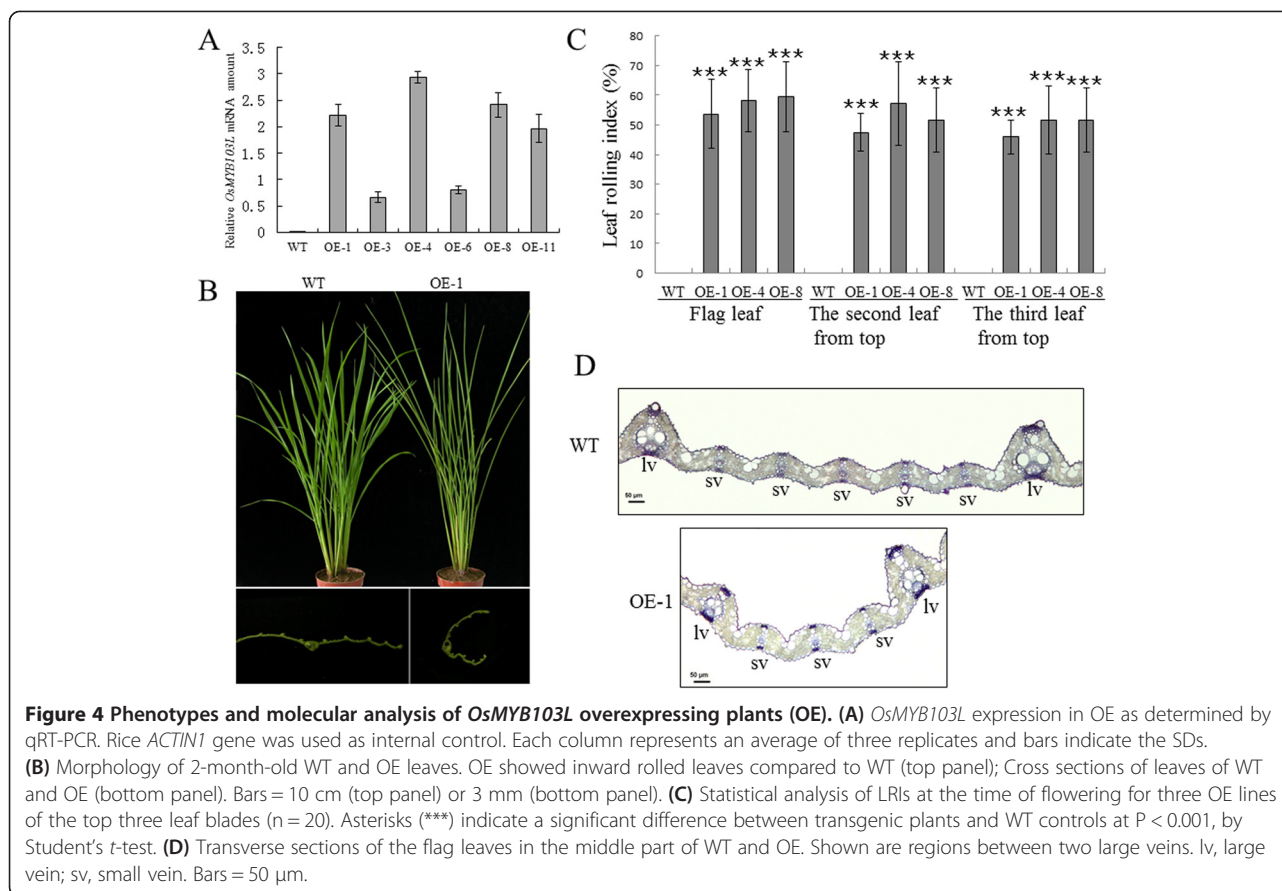 A
Relative OsMYB103L mRNA amount
3.5
3
2.5
2
1.5
1
0.5
0
WT OE-1 OE-3 OE-4 OE-6 OE-8 OE-11
B
WT OE-1
C
Leaf rolling index (%)
80
70
60
50
40
30
20
10
0
*** *** *** *** *** *** *** *** ***
WT OE-1 OE-4 OE-8 WT OE-1 OE-4 OE-8 WT OE-1 OE-4 OE-8
Flag leaf The second leaf The third leaf
from top from top
D
WT
lv sv sv sv sv sv lv
50 µm
OE-1
lv sv sv sv lv
50 µm
Figure 4 Phenotypes and molecular analysis of OsMYB103L overexpressing plants (OE). (A) OsMYB103L expression in OE as determined by
qRT-PCR. Rice ACTIN1 gene was used as internal control. Each column represents an average of three replicates and bars indicate the SDs.
(B) Morphology of 2-month-old WT and OE leaves. OE showed inward rolled leaves compared to WT (top panel); Cross sections of leaves of WT
and OE (bottom panel). Bars = 10 cm (top panel) or 3 mm (bottom panel). (C) Statistical analysis of LRIs at the time of flowering for three OE lines
of the top three leaf blades (n = 20). Asterisks (***) indicate a significant difference between transgenic plants and WT controls at P < 0.001, by
Student's t-test. (D) Transverse sections of the flag leaves in the middle part of WT and OE. Shown are regions between two large veins. lv, large
vein; sv, small vein. Bars = 50 μm.